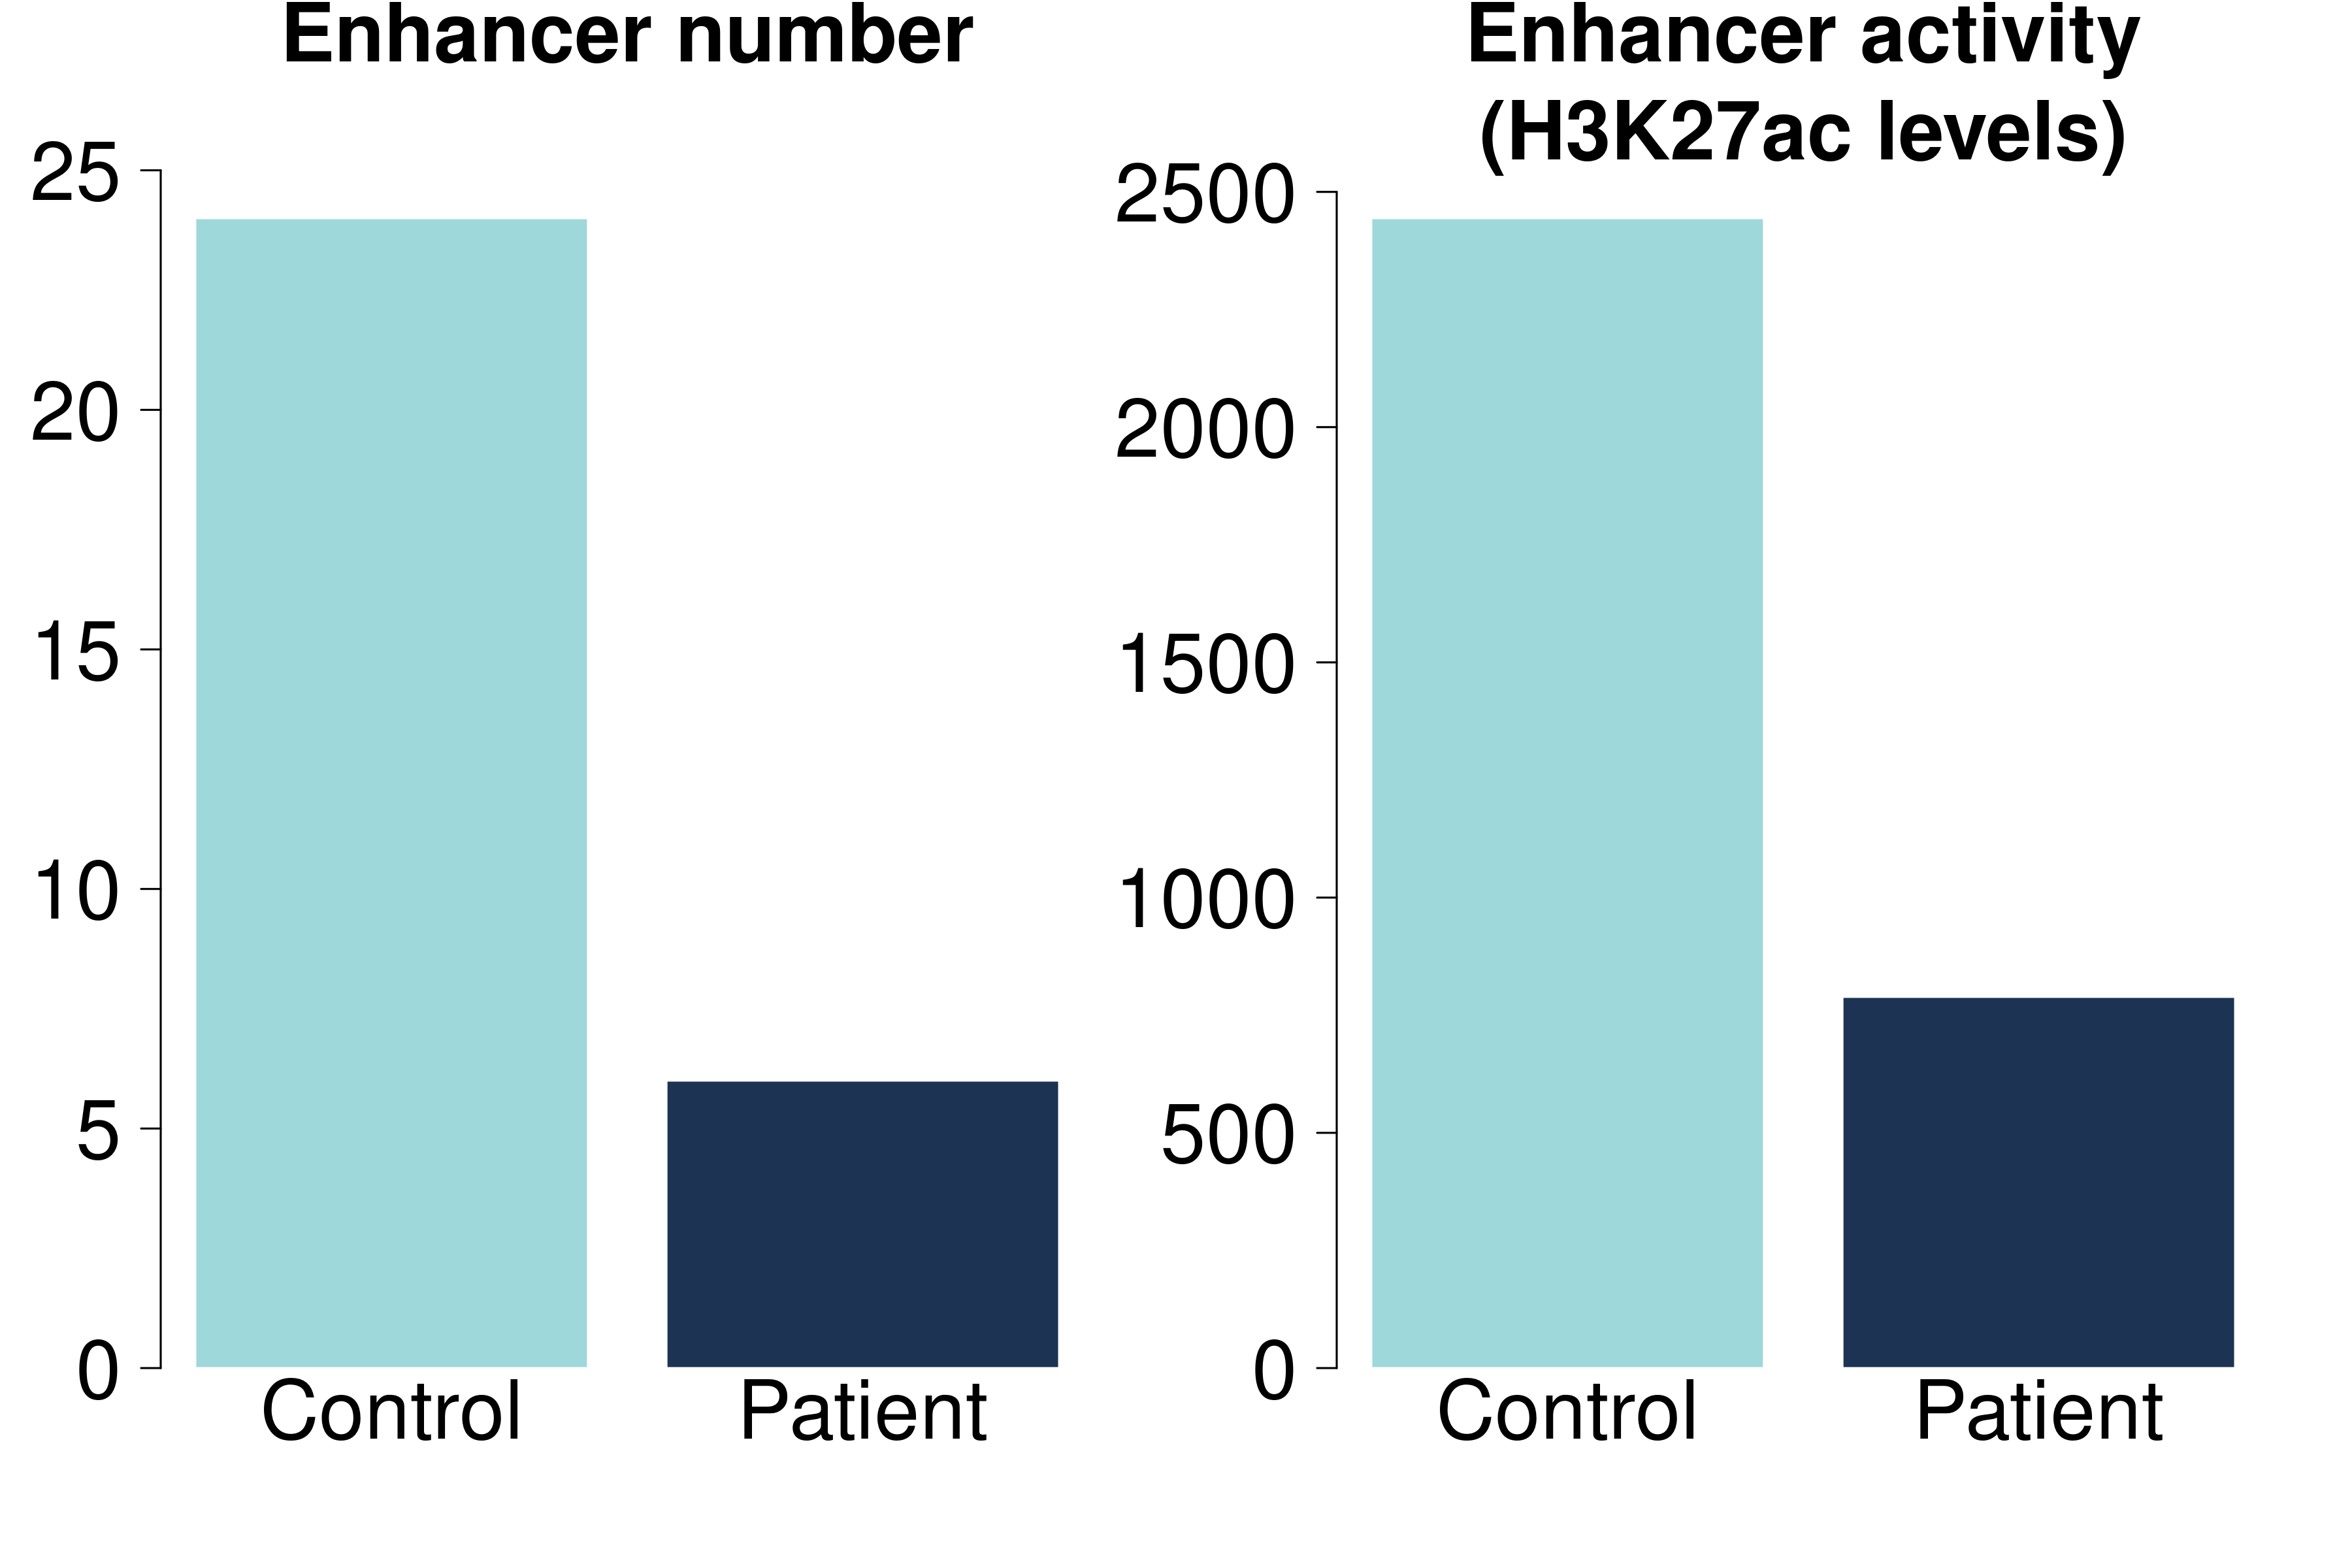 Enhancer number
25
20
15
10
5
0
Control Patient
Enhancer activity
(H3K27ac levels)
2500
2000
1500
1000
500
0
Control Patient